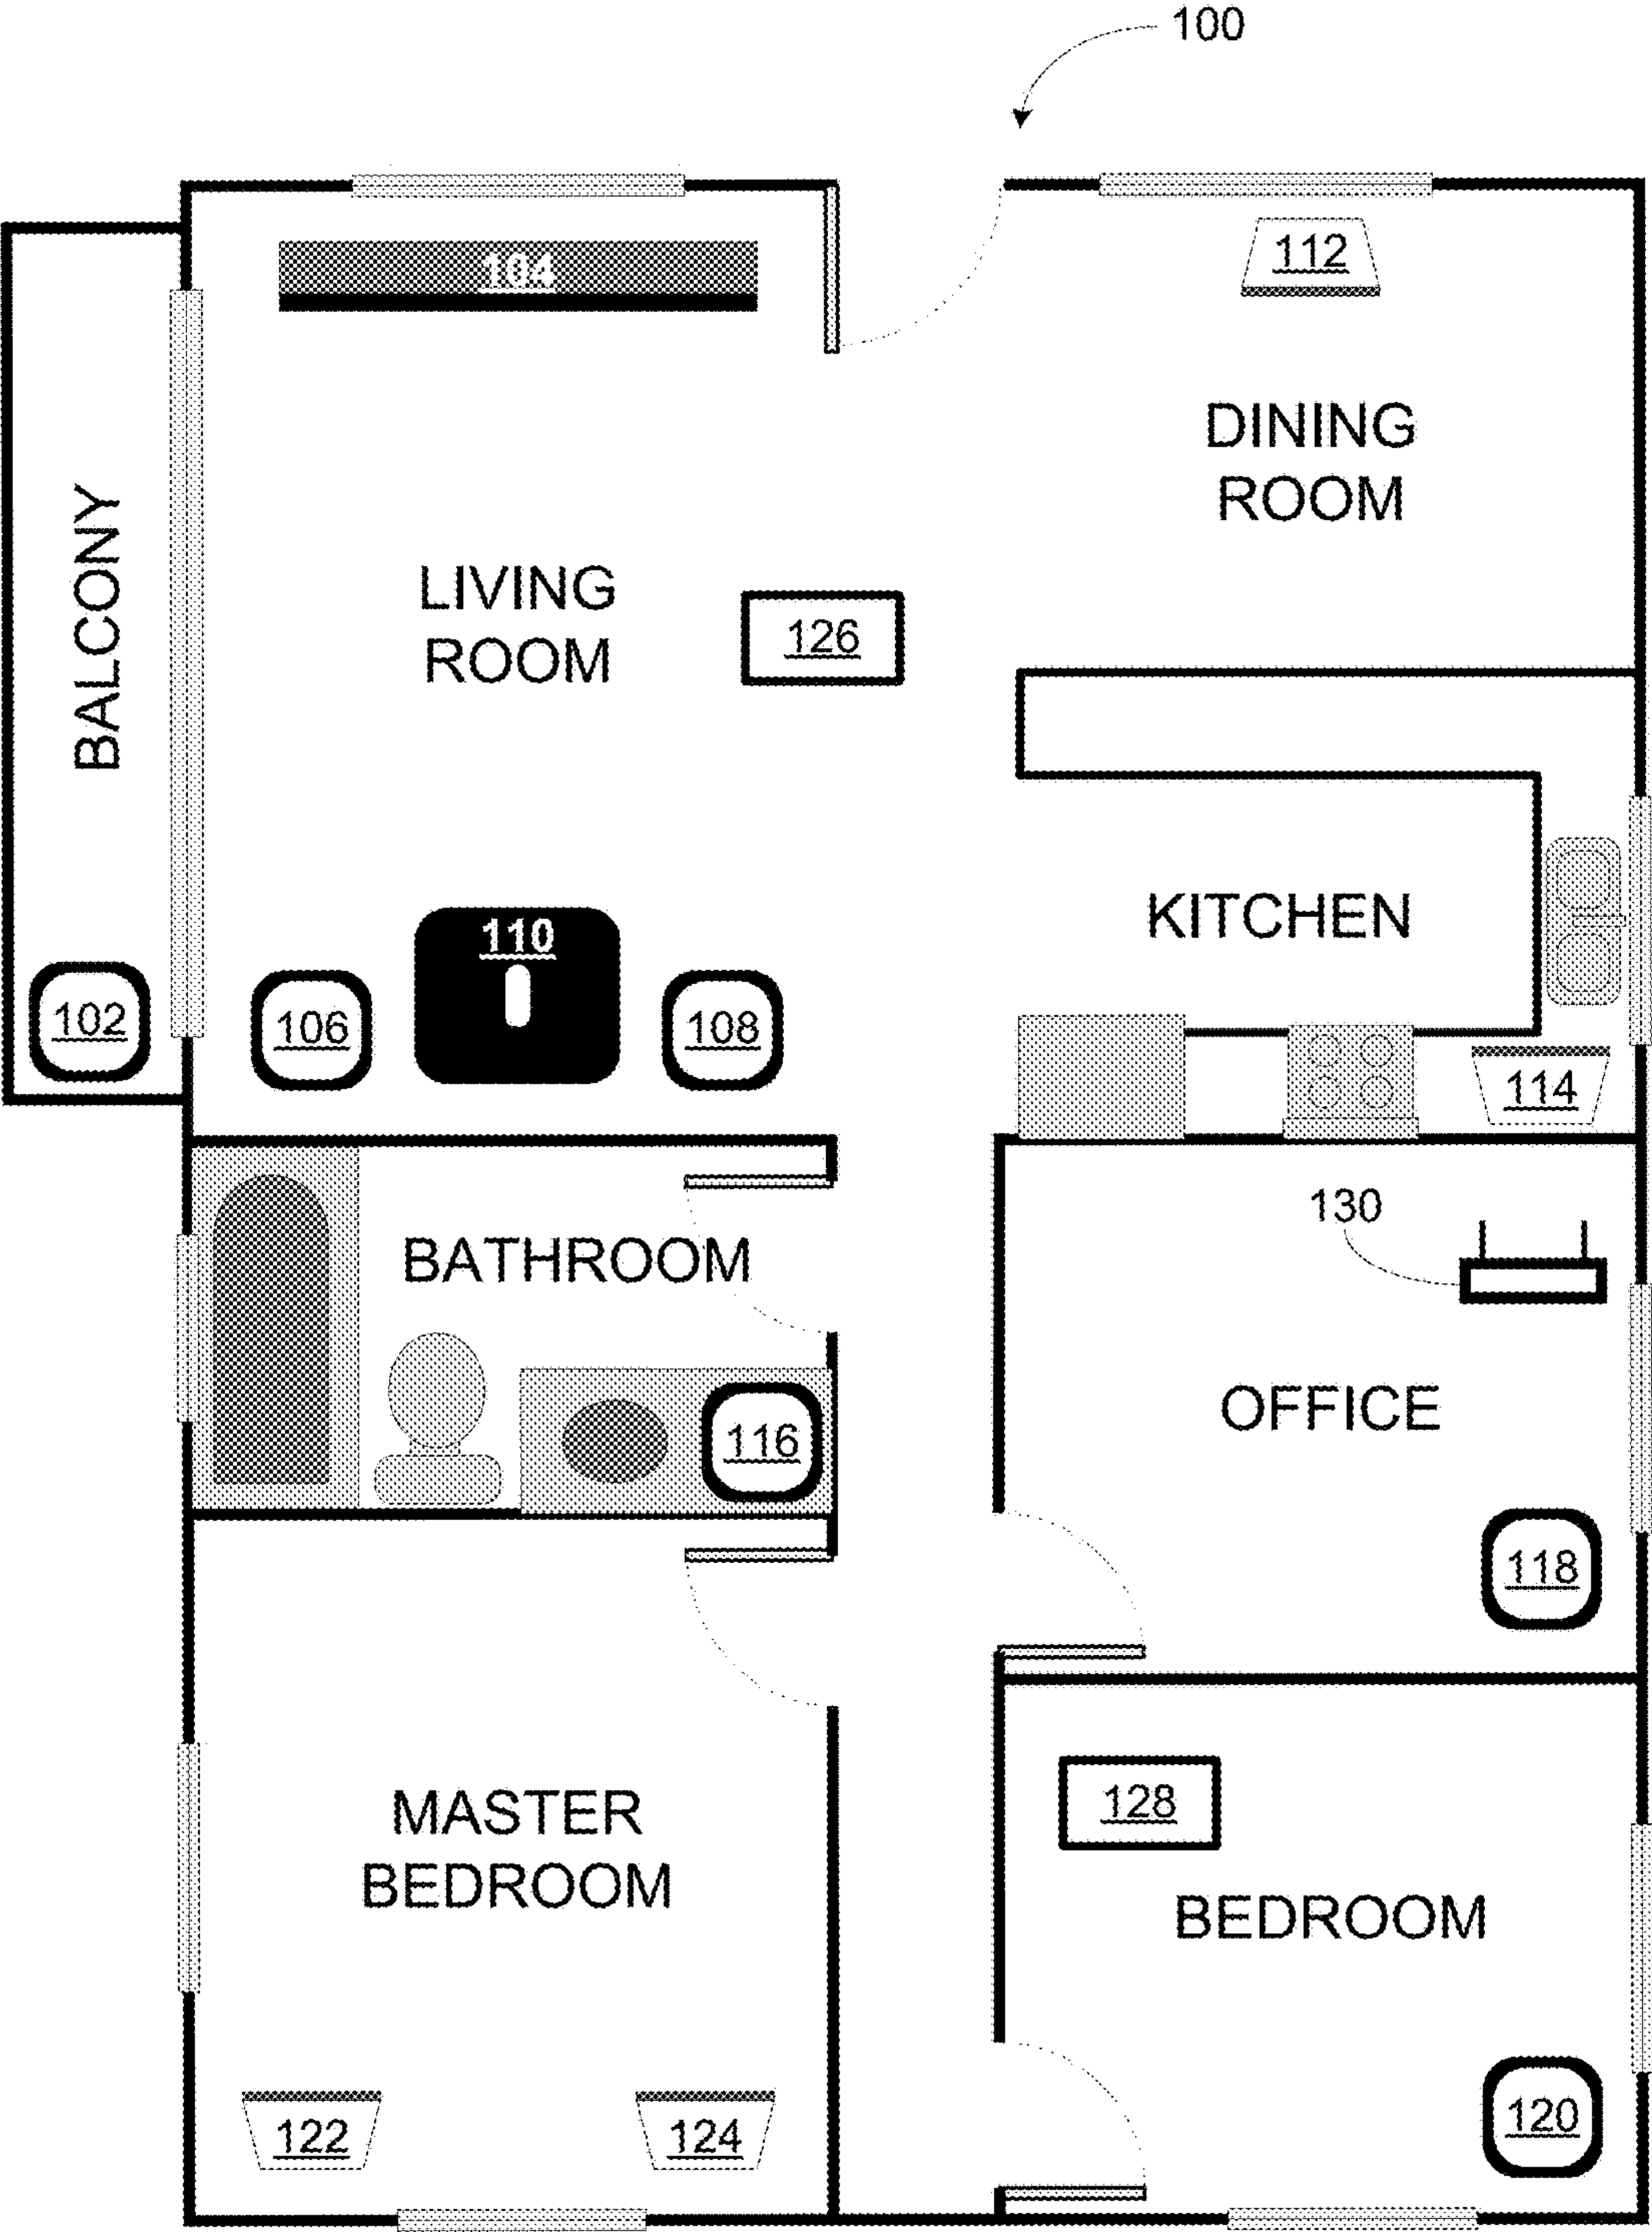 100
104
112
DINING
ROOM
BALCONY
LIVING
ROOM
126
KITCHEN
110
102
106
108
114
130
BATHROOM
OFFICE
116
118
MASTER
BEDROOM
128
BEDROOM
122
124
120